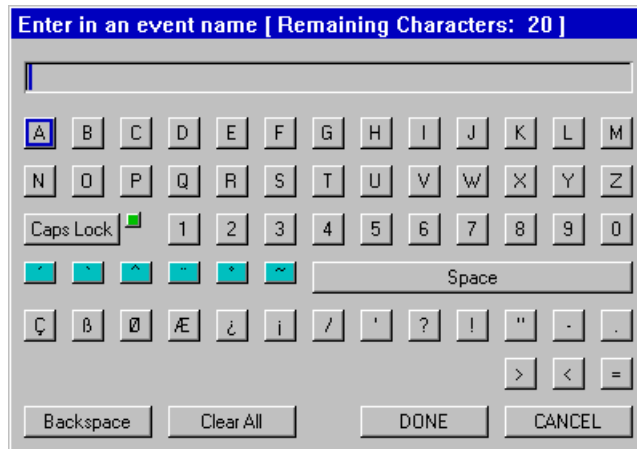 Enter in an event name [ Remaining Characters: 20 ]
A B C D E F G H I J K L M
N O P Q R S T U V W X Y Z
Caps Lock 1 2 3 4 5 6 7 8 9 0
´ ` ^ ¨ ° ~ Space
Ç ß Ø Æ ¿ ¡ / ' ? ! " - .
> < =
Backspace Clear All DONE CANCEL